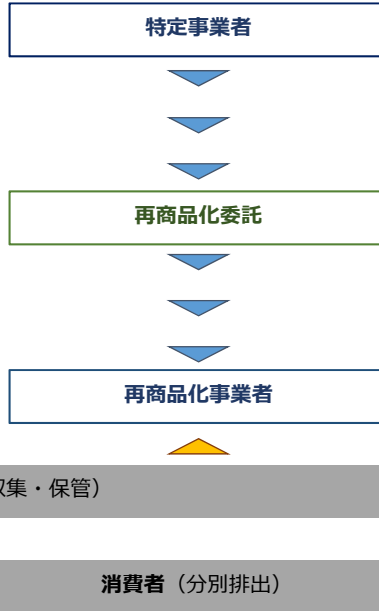 特定事業者
再商品化委託
再商品化事業者
収集・保管）
消費者（分別排出）